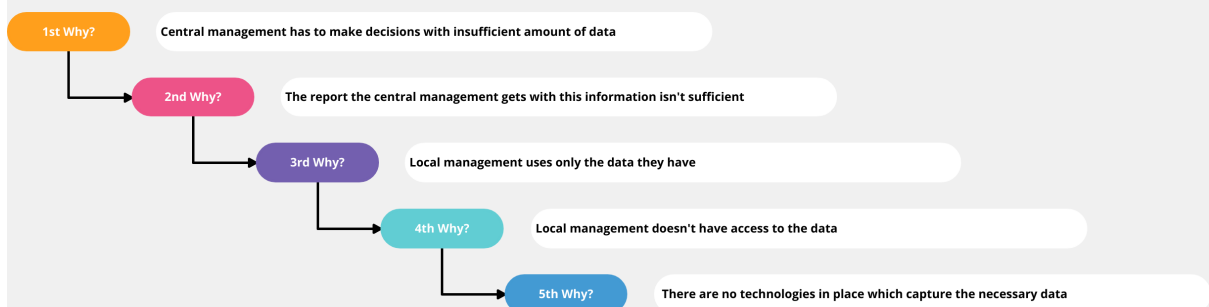 1st Why? Central management has to make decisions with insufficient amount of data
2nd Why? The report the central management gets with this information isn't sufficient
3rd Why? Local management uses only the data they have
4th Why? Local management doesn't have access to the data
5th Why? There are no technologies in place which capture the necessary data